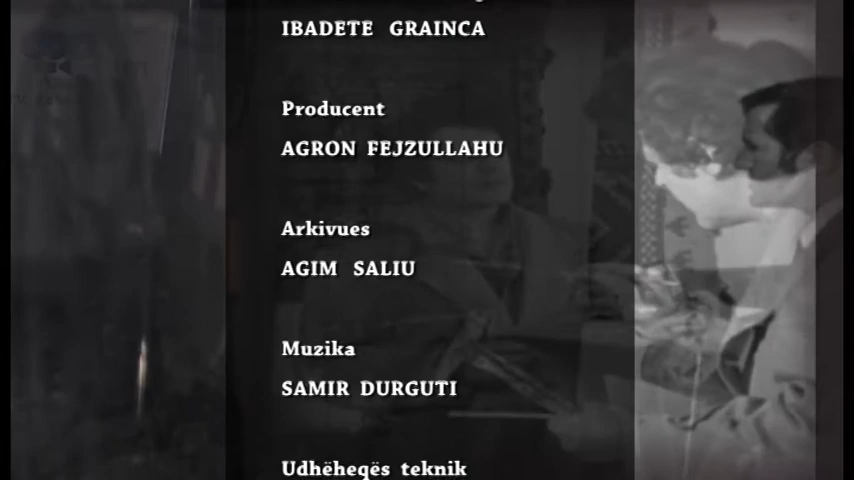 IBADETE GRAINCA
Producent
AGRON FEJZULLAHU
Arkivues
AGIM SALIU
Muzika
SAMIR DURGUTI
Udhëheqës teknik